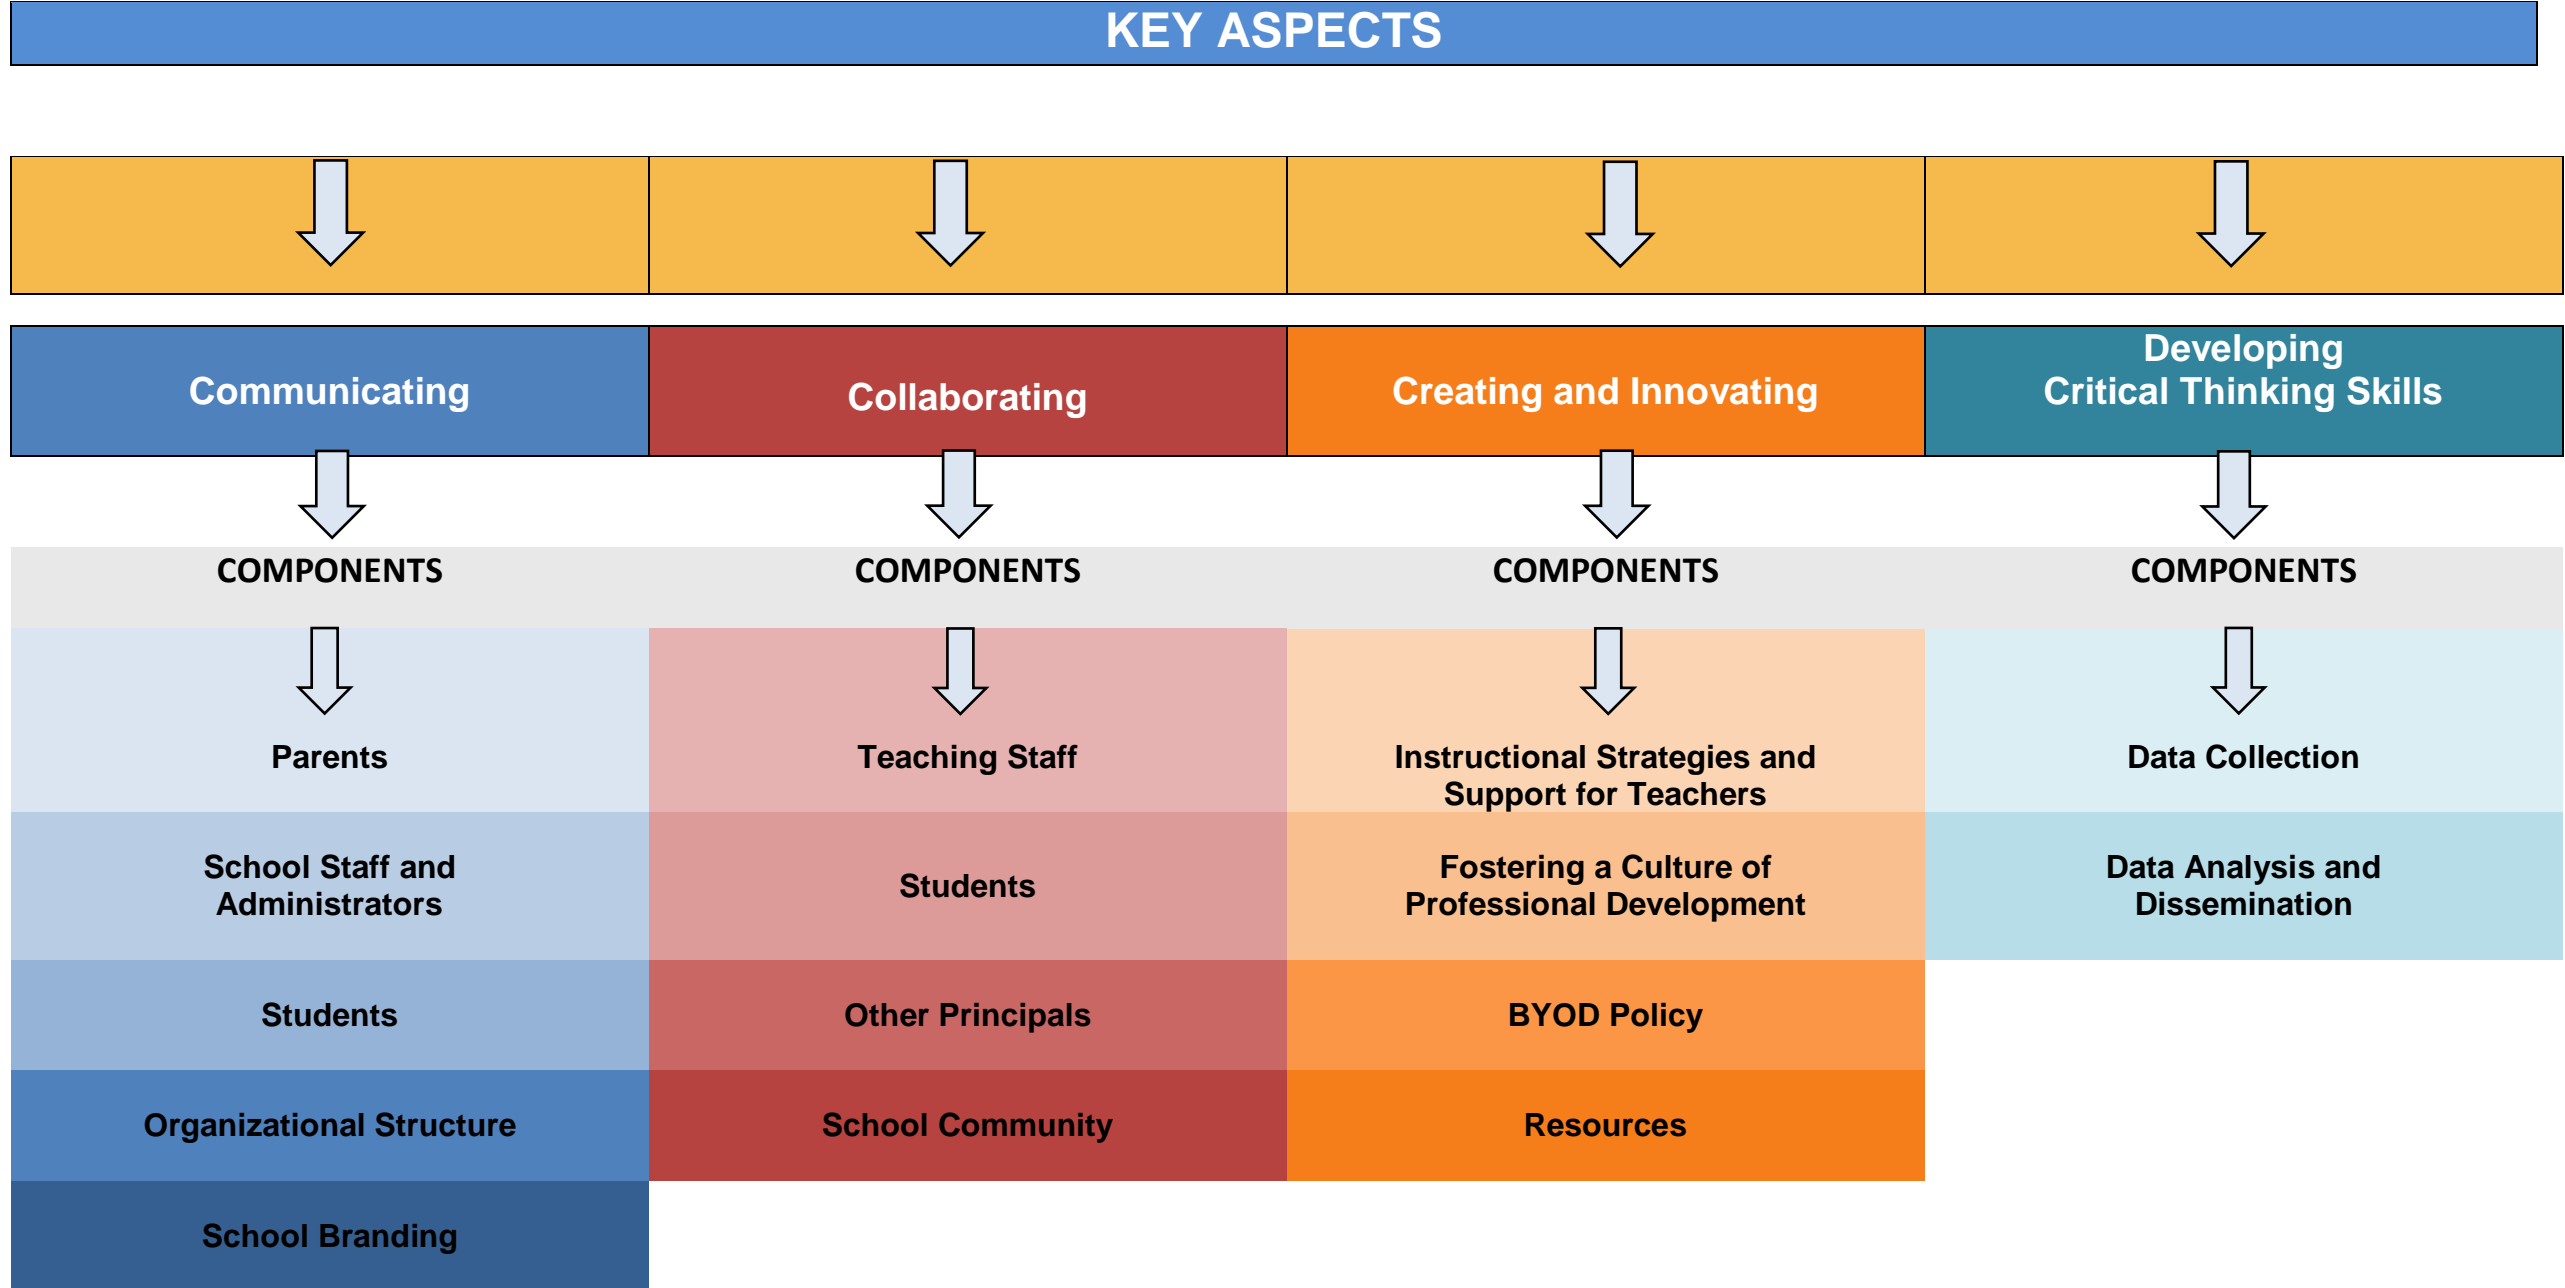 KEY ASPECTS
Communicating
Collaborating
Creating and Innovating
Developing
Critical Thinking Skills
COMPONENTS
COMPONENTS
COMPONENTS
COMPONENTS
Parents
Teaching Staff
Instructional Strategies and
Support for Teachers
Data Collection
School Staff and
Administrators
Students
Fostering a Culture of
Professional Development
Data Analysis and
Dissemination
Students
Other Principals
BYOD Policy
Organizational Structure
School Community
Resources
School Branding